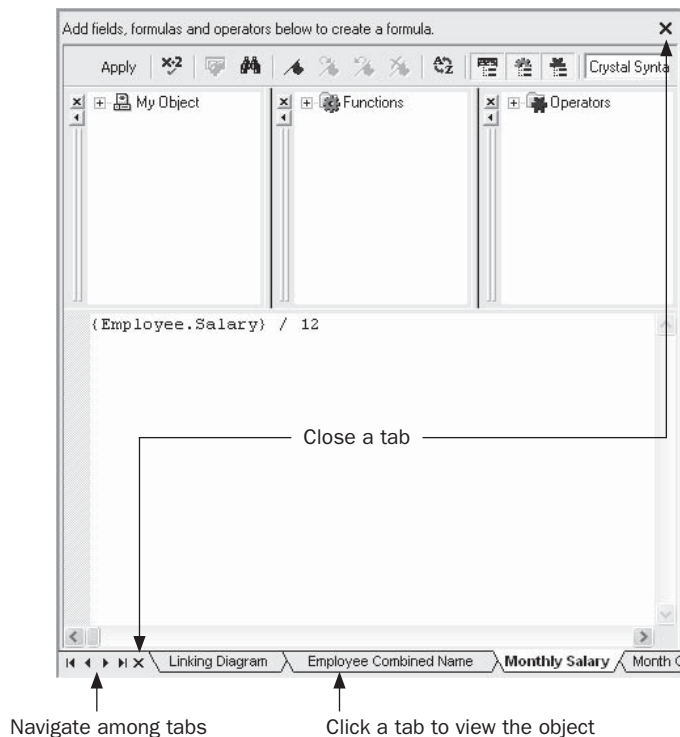 Add fields, formulas and operators below to create a formula.
Apply
Crystal Synta
My Object
Functions
Operators
{Employee.Salary} / 12
Close a tab
Linking Diagram
Employee Combined Name
Monthly Salary
Month
Navigate among tabs
Click a tab to view the object